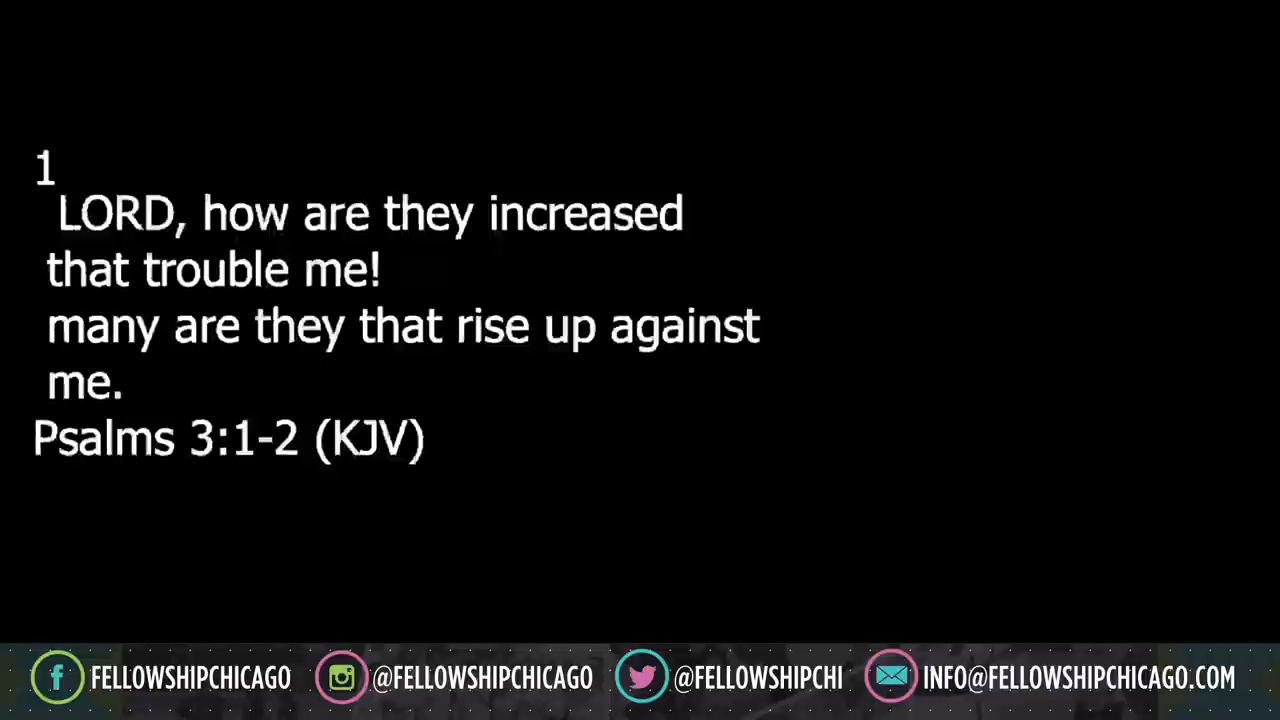 1
LORD, how are they increased
that trouble me!
many are they that rise up against
me.
Psalms 3:1-2 (KJV)
FELLOWSHIPCHICAGO @FELLOWSHIPCHICAGO @FELLOWSHIPCHI INFO@FELLOWSHIPCHICAGO.COM